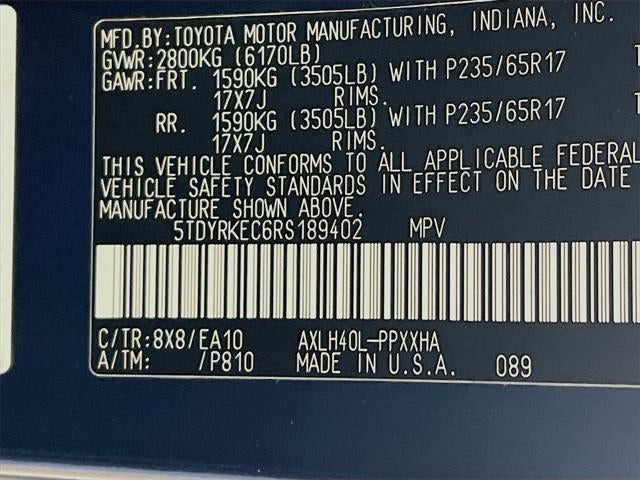 MFD.BY:TOYOTA MOTOR MANUFACTURING, INDIANA, INC.
GVWR:2800KG (6170LB)
GAWR:FRT. 1590KG (3505LB) WITH P235/65R17
17X7J RIMS.
RR. 1590KG (3505LB) WITH P235/65R17
17X7J RIMS.
THIS VEHICLE CONFORMS TO ALL APPLICABLE FEDERAL
VEHICLE SAFETY STANDARDS IN EFFECT ON THE DATE
MANUFACTURE SHOWN ABOVE.
5TDYRKEC6RS189402 MPV
C/TR:8X8/EA10 AXLH40L-PPXXHA
A/TM: /P810 MADE IN U.S.A. 089